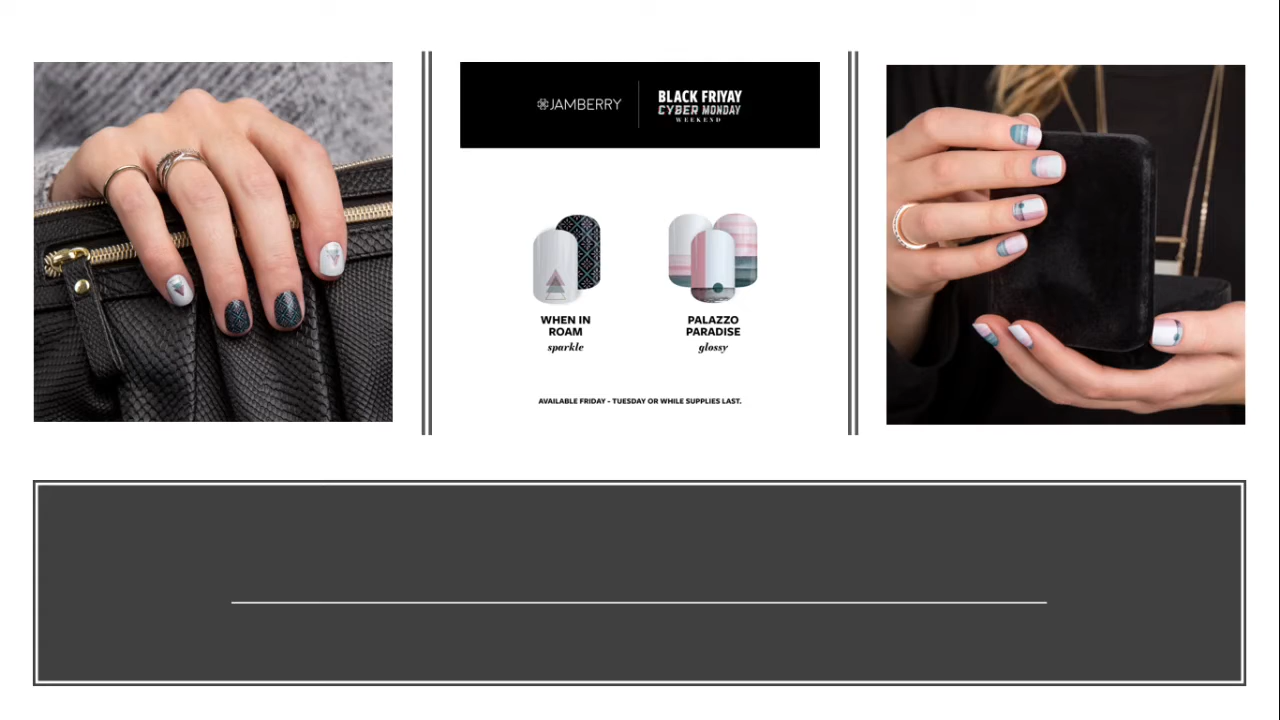 JAMBERRY
BLACK FRIYAY
CYBER MONDAY
WEEKEND
WHEN IN
ROAM
sparkle
PALAZZO
PARADISE
glossy
AVAILABLE FRIDAY - TUESDAY OR WHILE SUPPLIES LAST.